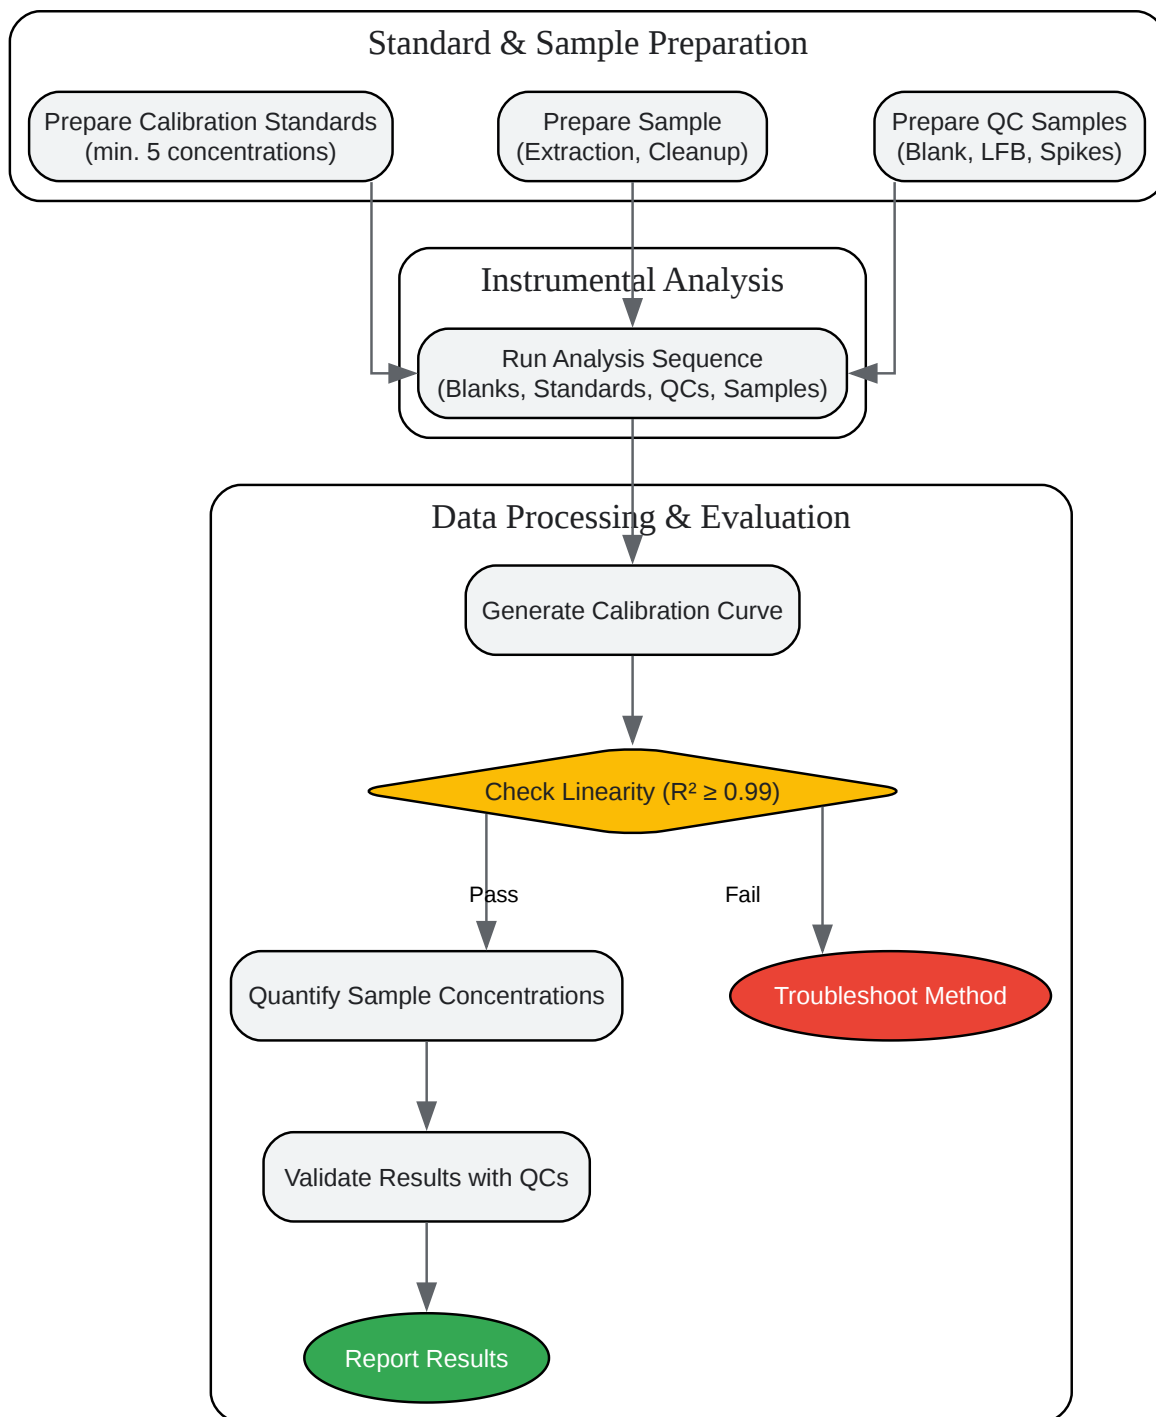 Standard & Sample Preparation
Prepare Calibration Standards
(min. 5 concentrations)
Prepare Sample
(Extraction, Cleanup)
Prepare QC Samples
(Blank, LFB, Spikes)
Instrumental Analysis
Run Analysis Sequence
(Blanks, Standards, QCs, Samples)
Data Processing & Evaluation
Generate Calibration Curve
Check Linearity (R² ≥ 0.99)
Pass
Fail
Quantify Sample Concentrations
Troubleshoot Method
Validate Results with QCs
Report Results